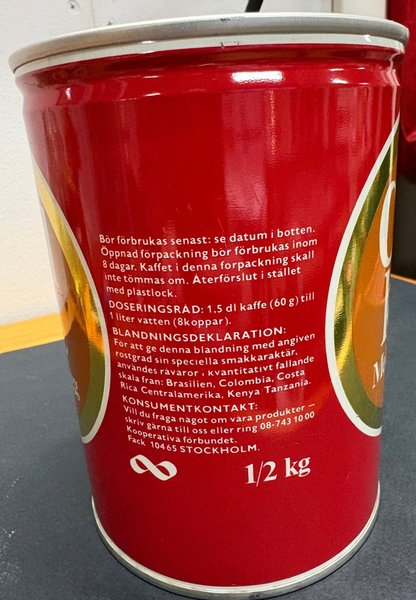 Bör förbrukas senast: se datum i botten.
Öppnad förpackning bör förbrukas inom
8 dagar. Kaffet i denna förpackning skall
inte tömmas om. Återförslut i stället
med plastlock.
DOSERINGSRÅD: 1,5 dl kaffe (60 g) till
1 liter vatten (8koppar).
BLANDNINGSDEKLARATION:
För att ge denna blandning med angiven
rostgrad sin speciella smakkaraktär,
användes råvaror i kvantitativt fallande
skala från: Brasilien, Colombia, Costa
Rica Centralamerika, Kenya Tanzania.
KONSUMENTKONTAKT:
Vill du fråga något om våra produkter –
skriv gärna till oss eller ring 08-743 10 00
Kooperativa förbundet.
Fack 10465 STOCKHOLM.
1/2 kg